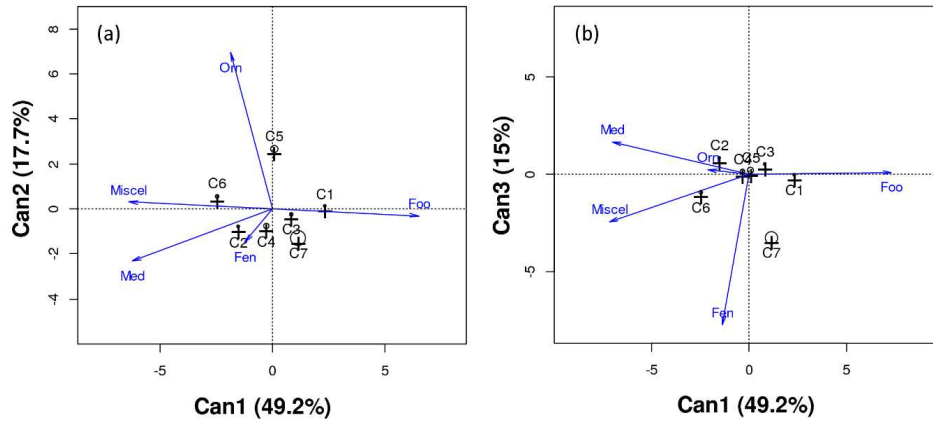 (a)
8
6
4
2
0
-2
-4
Can2 (17.7%)
Orn
C5
Miscel
C6
C1
Foo
C3
C2
C4
C7
Fen
Med
-5
0
5
Can1 (49.2%)
(b)
5
0
-5
Can3 (15%)
Med
C2
Orn
C4
C5
C3
Foo
Miscel
C6
C1
C7
Fen
-5
0
5
Can1 (49.2%)